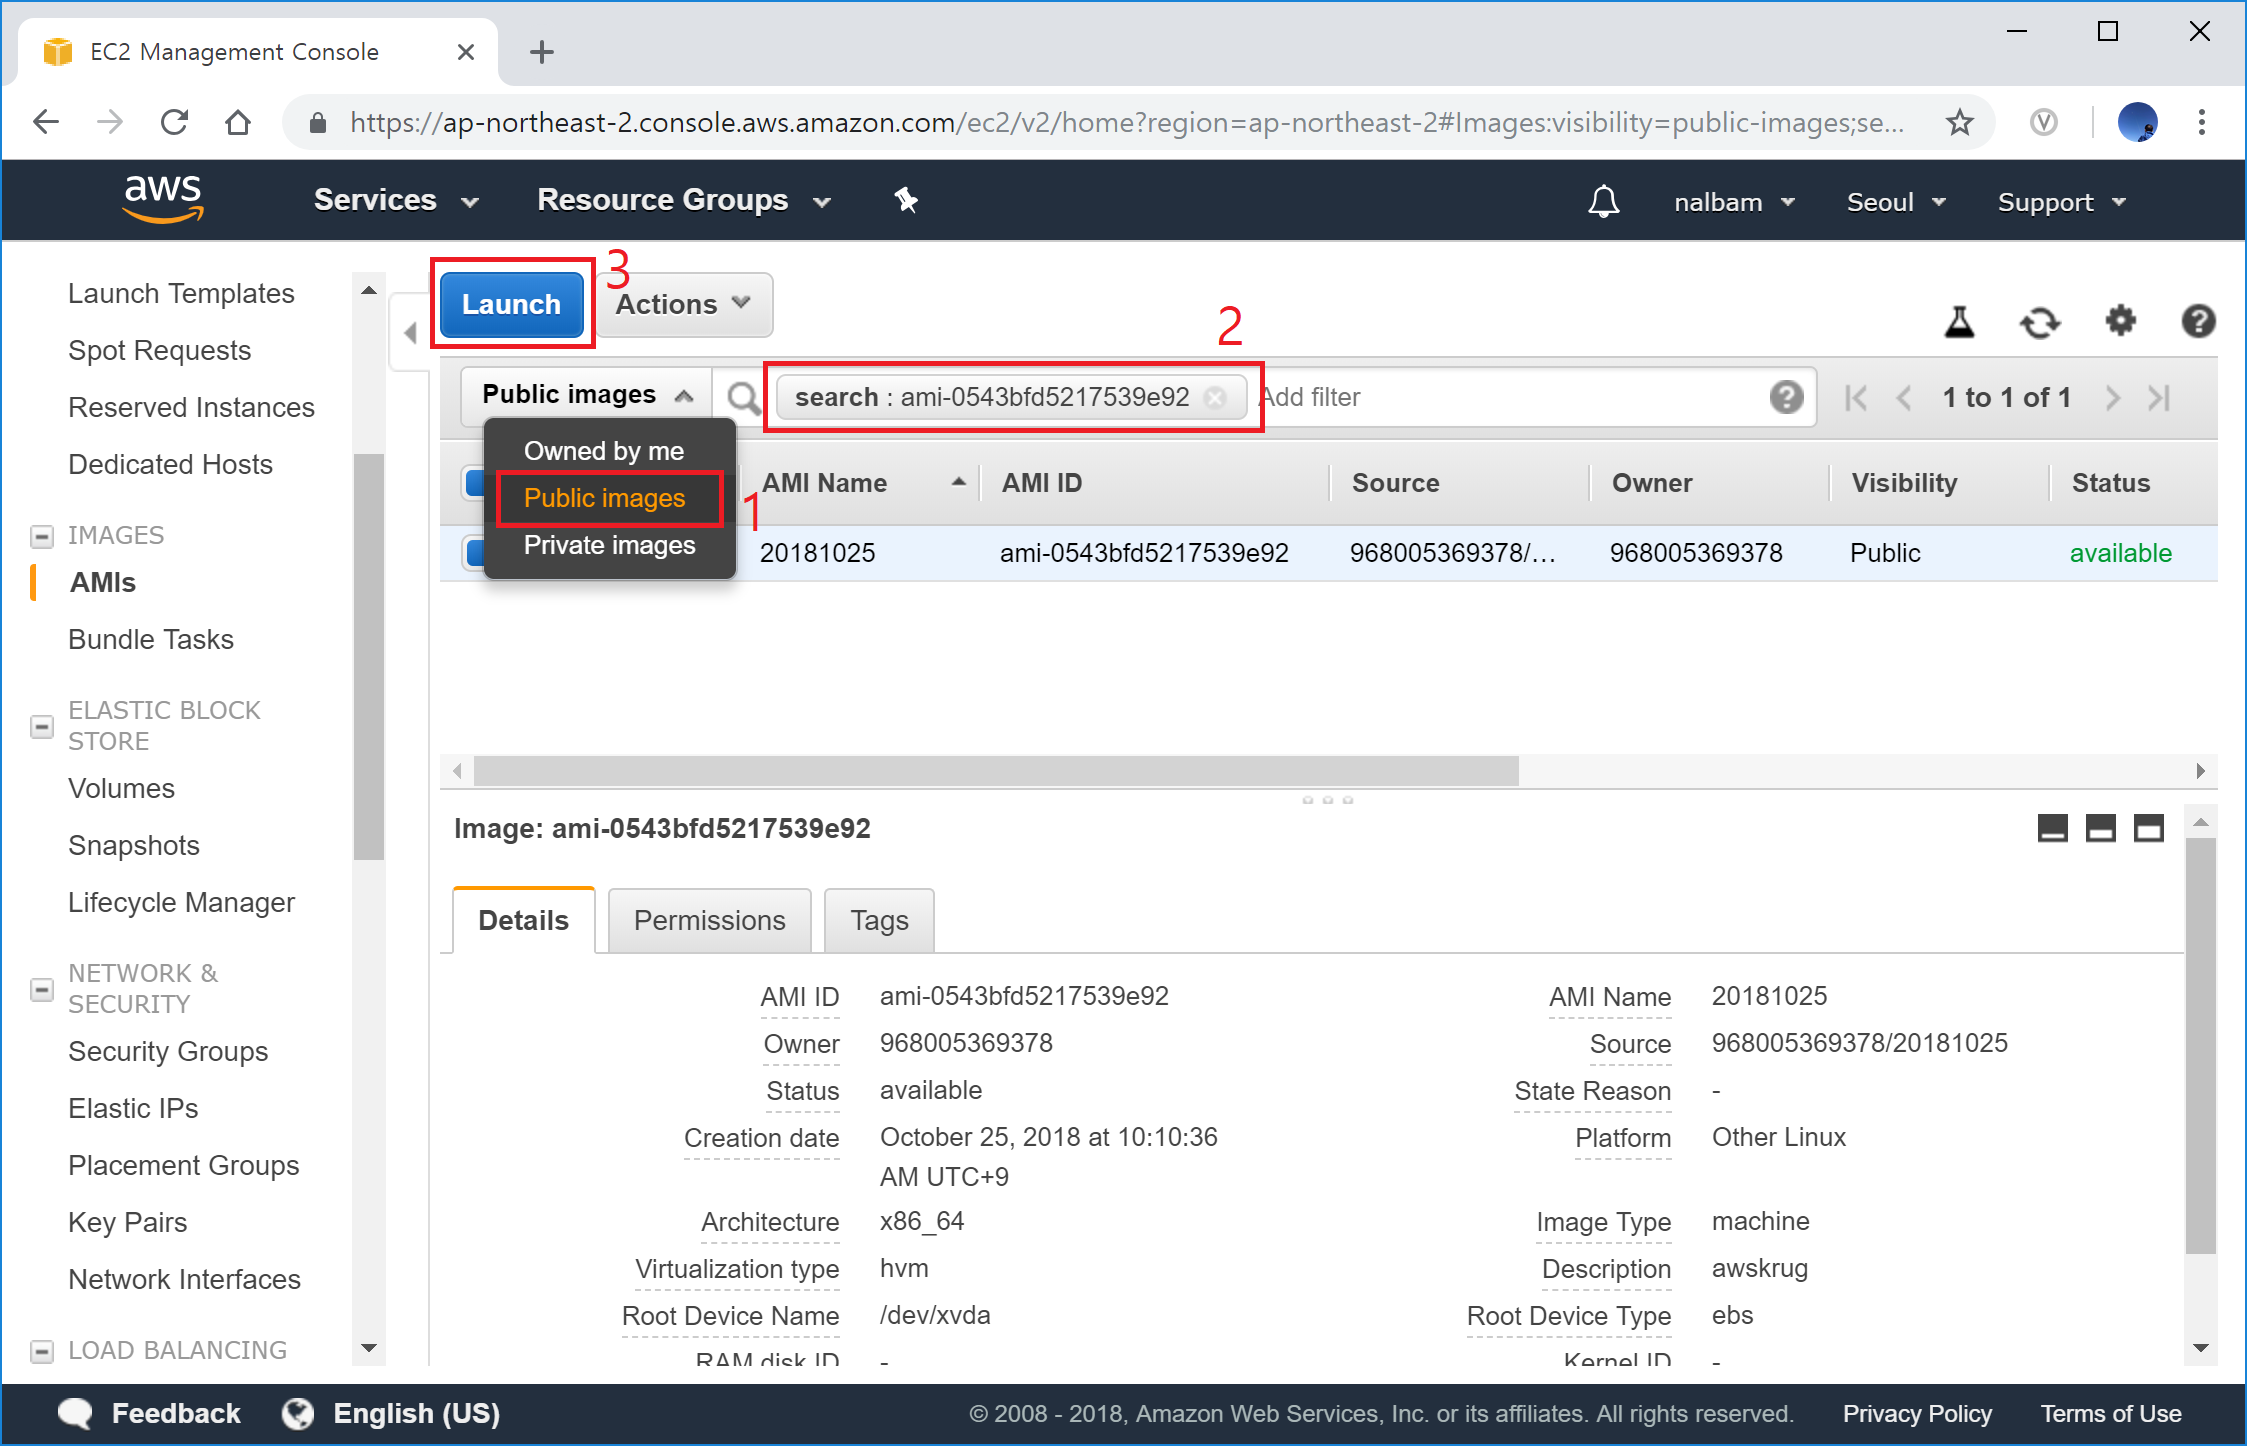 EC2 Management Console
https://ap-northeast-2.console.aws.amazon.com/ec2/v2/home?region=ap-northeast-2#Images:visibility=public-images;se...
V
aws
Services
Resource Groups
nalbam
Seoul
Support
Launch Templates
Spot Requests
Reserved Instances
Dedicated Hosts
IMAGES
AMIs
Bundle Tasks
ELASTIC BLOCK
STORE
Volumes
Snapshots
Lifecycle Manager
NETWORK &
SECURITY
Security Groups
Elastic IPs
Placement Groups
Key Pairs
Network Interfaces
LOAD BALANCING
Launch
3
Actions
2
Public images
search : ami-0543bfd5217539e92
Add filter
1 to 1 of 1
Owned by me
Public images
1
Private images
AMI Name
AMI ID
Source
Owner
Visibility
Status
20181025
ami-0543bfd5217539e92
968005369378/...
968005369378
Public
available
Image: ami-0543bfd5217539e92
Details
Permissions
Tags
AMI ID ami-0543bfd5217539e92
AMI Name 20181025
Owner 968005369378
Source 968005369378/20181025
Status available
State Reason -
Creation date October 25, 2018 at 10:10:36
AM UTC+9
Platform Other Linux
Architecture x86_64
Image Type machine
Virtualization type hvm
Description awskrug
Root Device Name /dev/xvda
Root Device Type ebs
RAM disk ID -
Kernel ID -
Feedback
English (US)
© 2008 - 2018, Amazon Web Services, Inc. or its affiliates. All rights reserved.
Privacy Policy
Terms of Use